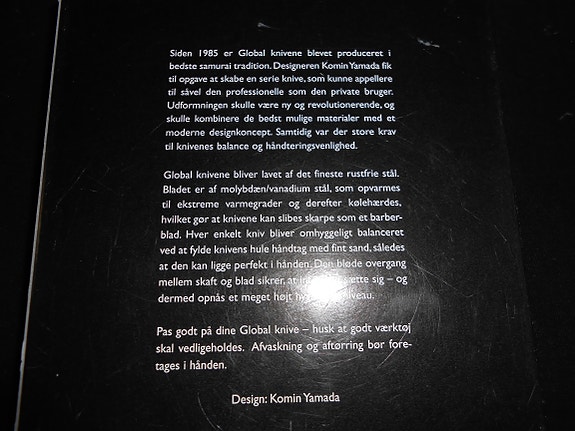 Siden 1985 er Global knivene blevet produceret i
bedste samurai tradition. Designeren Komin Yamada fik
til opgave at skabe en serie knive, som kunne appellere
til såvel den professionelle som den private bruger.
Udformningen skulle være ny og revolutionerende, og
skulle kombinere de bedst mulige materialer med et
moderne designkoncept. Samtidig var der store krav
til knivenes balance og håndteringsvenlighed.
Global knivene bliver lavet af det fineste rustfrie stål.
Bladet er af molybdæn/vanadium stål, som opvarmes
til ekstreme varmegrader og derefter kølehærdes,
hvilket gør at knivene kan slibes skarpe som et barber-
blad. Hver enkelt kniv bliver omhyggeligt balanceret
ved at fylde knivens hule håndtag med fint sand, således
at den kan ligge perfekt i hånden. Den bløde overgang
mellem skaft og blad sikrer, at sætte sig – og
dermed opnås et meget højt
Pas godt på dine Global knive – husk at godt værktøj
skal vedligeholdes. Afvaskning og aftørring bør fore-
tages i hånden.
Design: Komin Yamada